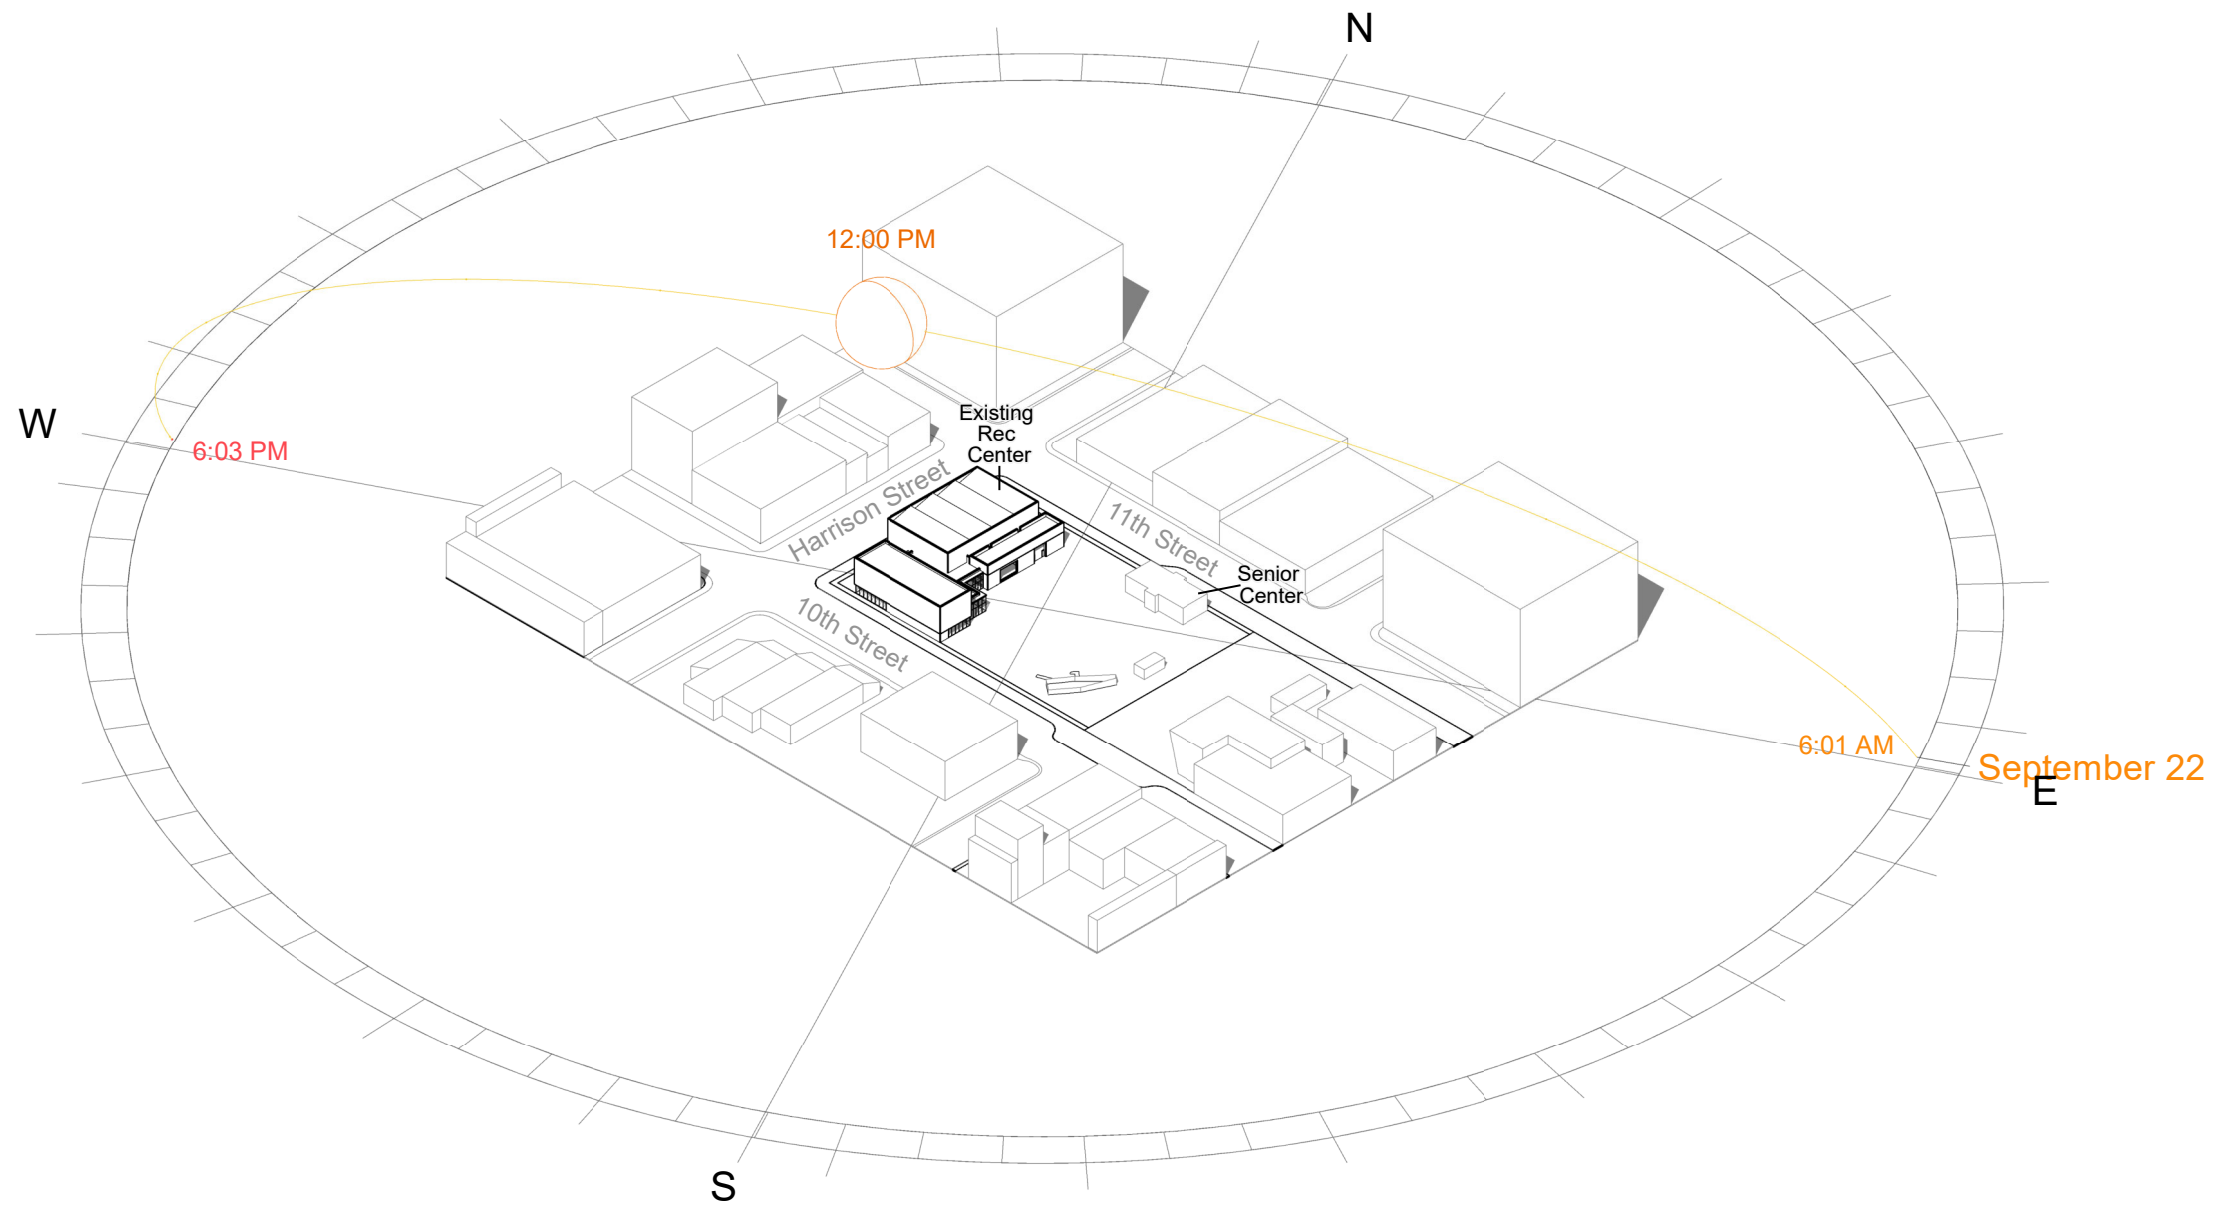 N
12:00 PM
Existing
Rec
Center
W
6:03 PM
Harrison Street
11th Street
Senior
Center
10th Street
6:01 AM
September 22
E
S